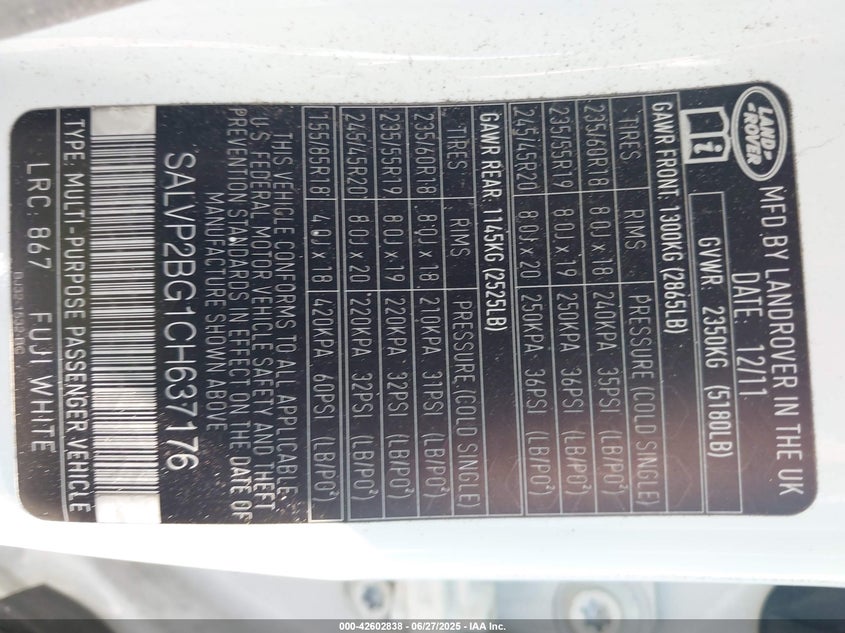 LAND-
ROVER
MFD BY LANDROVER IN THE UK
DATE: 12/11
GVWR: 2350KG (5180LB)
GAWR FRONT: 1300KG (2865LB)
TIRES RIMS PRESSURE (COLD SINGLE)
235/60R18 8.0J x 18 240KPA 35PSI (LB/PO²)
235/55R19 8.0J x 19 250KPA 36PSI (LB/PO²)
245/45R20 8.0J x 20 250KPA 36PSI (LB/PO²)
GAWR REAR: 1145KG (2525LB)
TIRES RIMS PRESSURE (COLD SINGLE)
235/60R18 8.0J x 18 210KPA 31PSI (LB/PO²)
235/55R19 8.0J x 19 220KPA 32PSI (LB/PO²)
245/45R20 8.0J x 20 220KPA 32PSI (LB/PO²)
155/85R18 4.0J x 18 420KPA 60PSI (LB/PO²)
THIS VEHICLE CONFORMS TO ALL APPLICABLE
U.S. FEDERAL MOTOR VEHICLE SAFETY AND THEFT
PREVENTION STANDARDS IN EFFECT ON THE DATE OF
MANUFACTURE SHOWN ABOVE
SALVP2BG1CH637176
TYPE: MULTI-PURPOSE PASSENGER VEHICLE
LRC: 867 FUJI WHITE
000-42602838 - 06/27/2025 - IAA Inc.